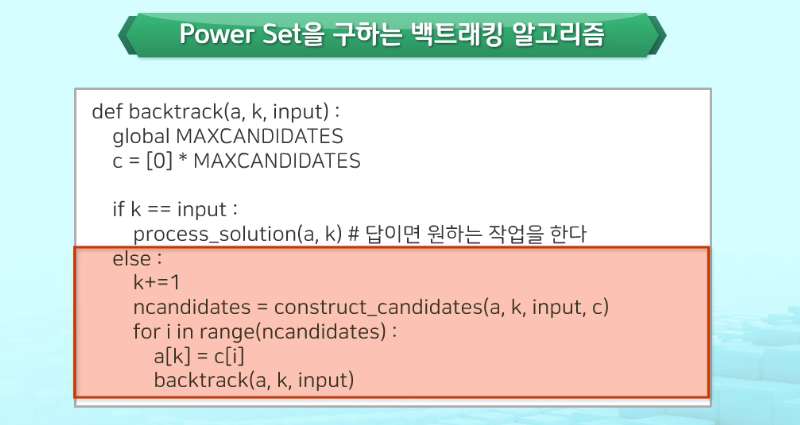 Power Set을 구하는 백트래킹 알고리즘
def backtrack(a, k, input) :
global MAXCANDIDATES
c = [0] * MAXCANDIDATES
if k == input :
process_solution(a, k) # 답이면 원하는 작업을 한다
else :
k+=1
ncandidates = construct_candidates(a, k, input, c)
for i in range(ncandidates) :
a[k] = c[i]
backtrack(a, k, input)